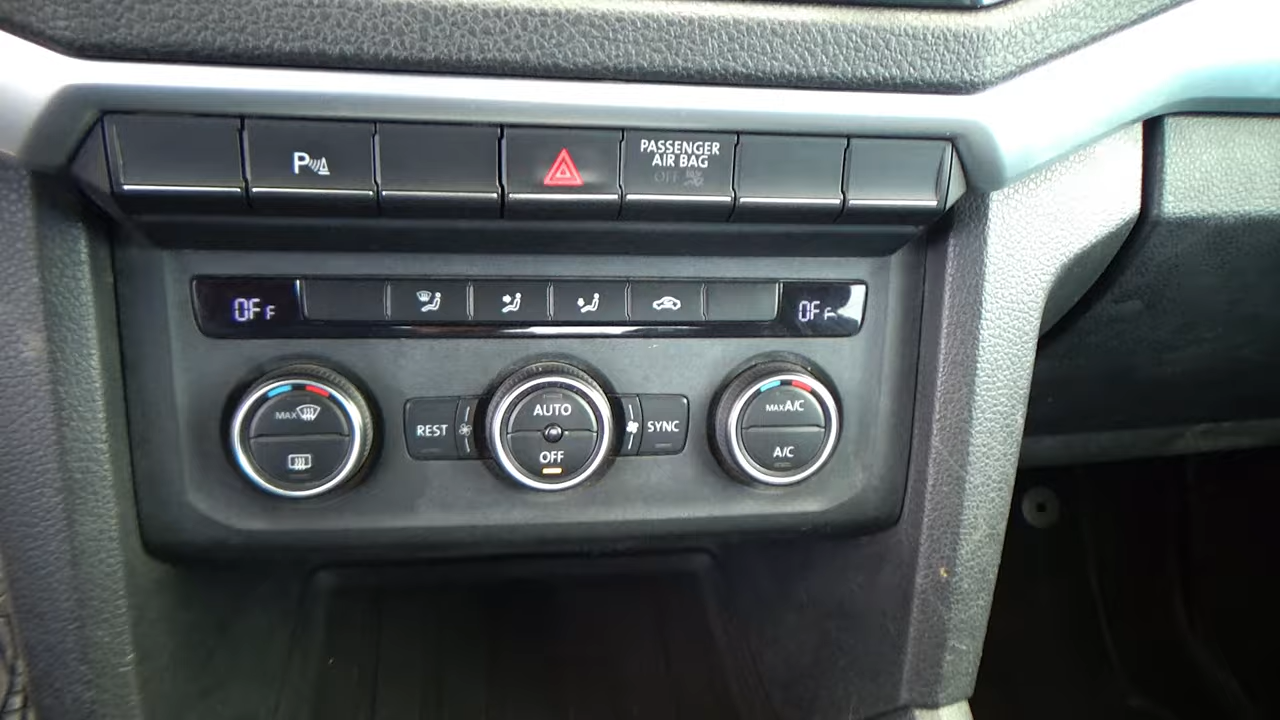 P
PASSENGER
AIR BAG
OFF
OFF
OFF
MAX
REST
AUTO
OFF
SYNC
MAX A/C
A/C